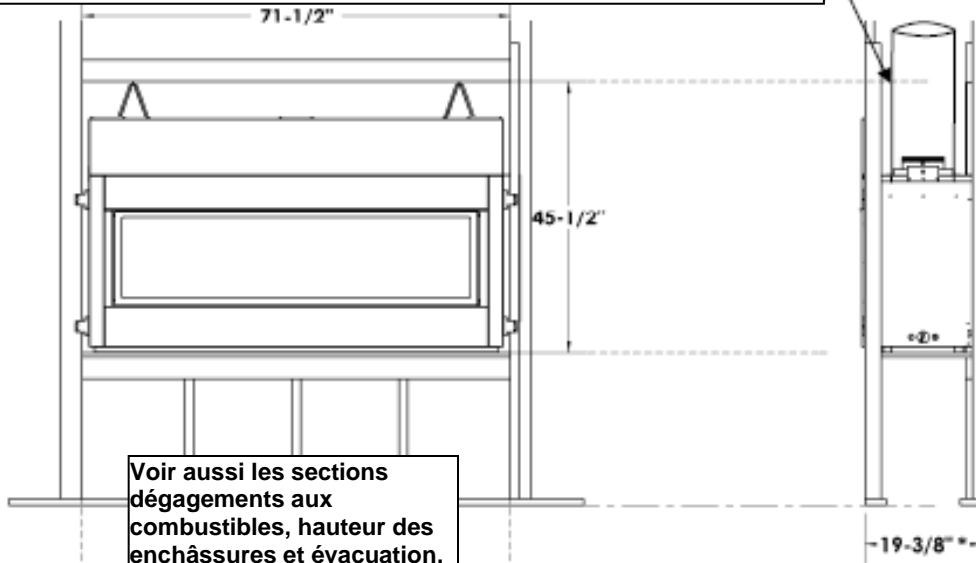 71-1/2"
45-1/2"
Voir aussi les sections
dégagements aux
combustibles, hauteur des
enchâssures et évacuation.
19-3/8" *